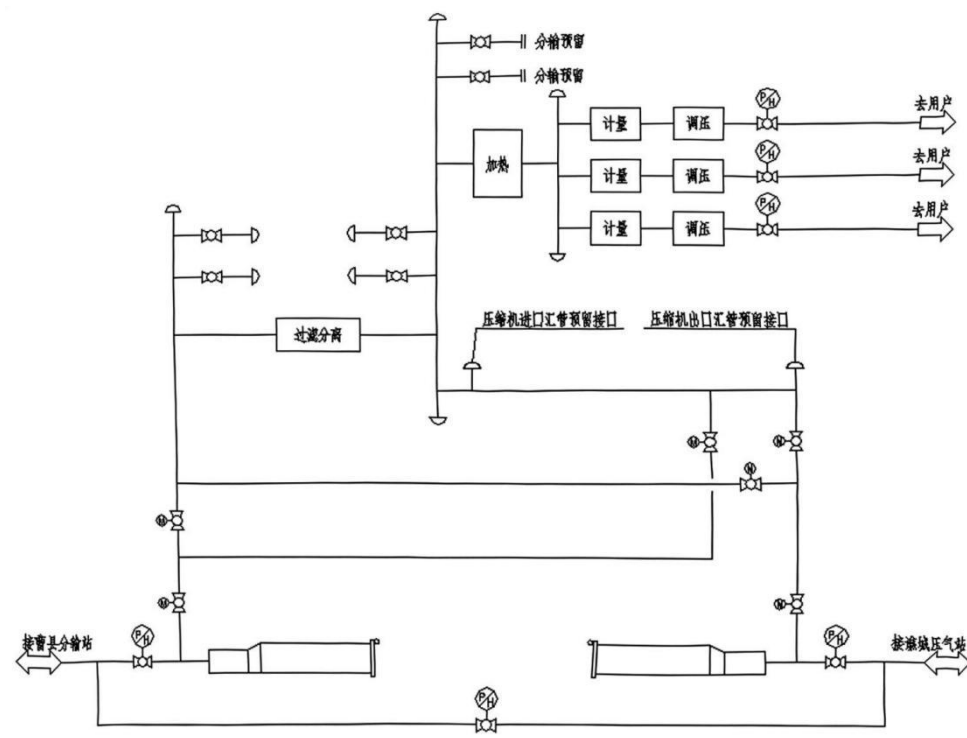 分输预留
分输预留
加热
计量
调压
P/H
去用户
计量
调压
P/H
去用户
计量
调压
P/H
去用户
过滤分离
压缩机进口汇管预留接口
压缩机出口汇管预留接口
M
N
N
M
M
N
接曹县分输站
P/H
P/H
接濮城压气站
P/H